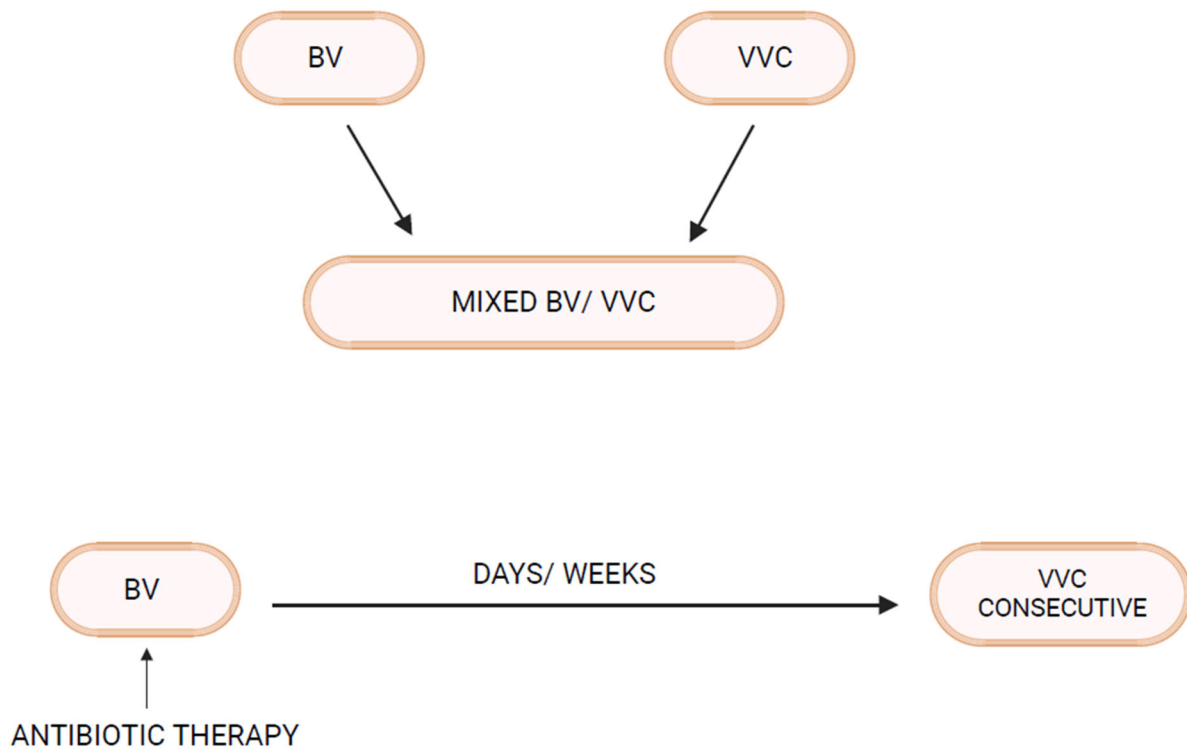 BV
VVC
MIXED BV/ VVC
DAYS/ WEEKS
BV
VVC
CONSECUTIVE
ANTIBIOTIC THERAPY